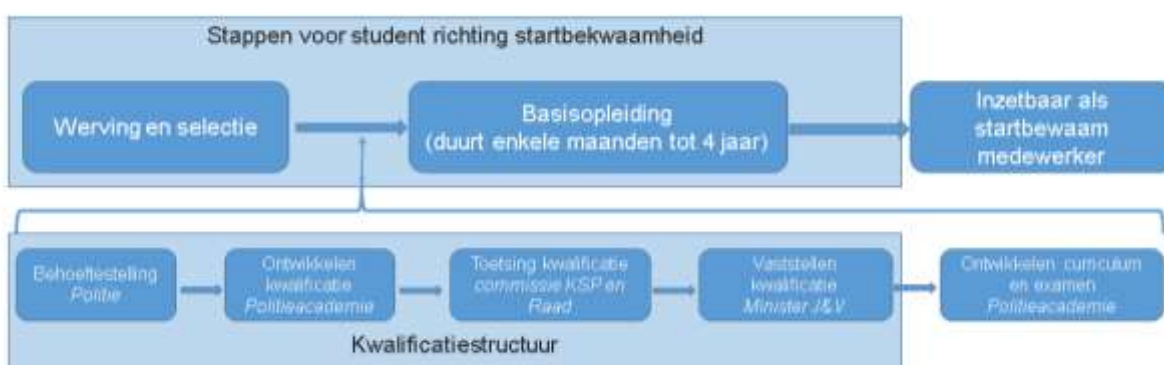 Stappen voor student richting startbekwaamheid
Werving en selectie
Basisopleiding
(duurt enkele maanden tot 4 jaar)
Inzetbaar als
startbewaam
medewerker
Behoeftestelling
Politie
Ontwikkelen
kwalificatie
Politieacademie
Toetsing kwalificatie
commissie KSP en
Raad
Vaststellen
kwalificatie
Minister J&V
Ontwikkelen curriculum
en examen
Politieacademie
Kwalificatiestructuur